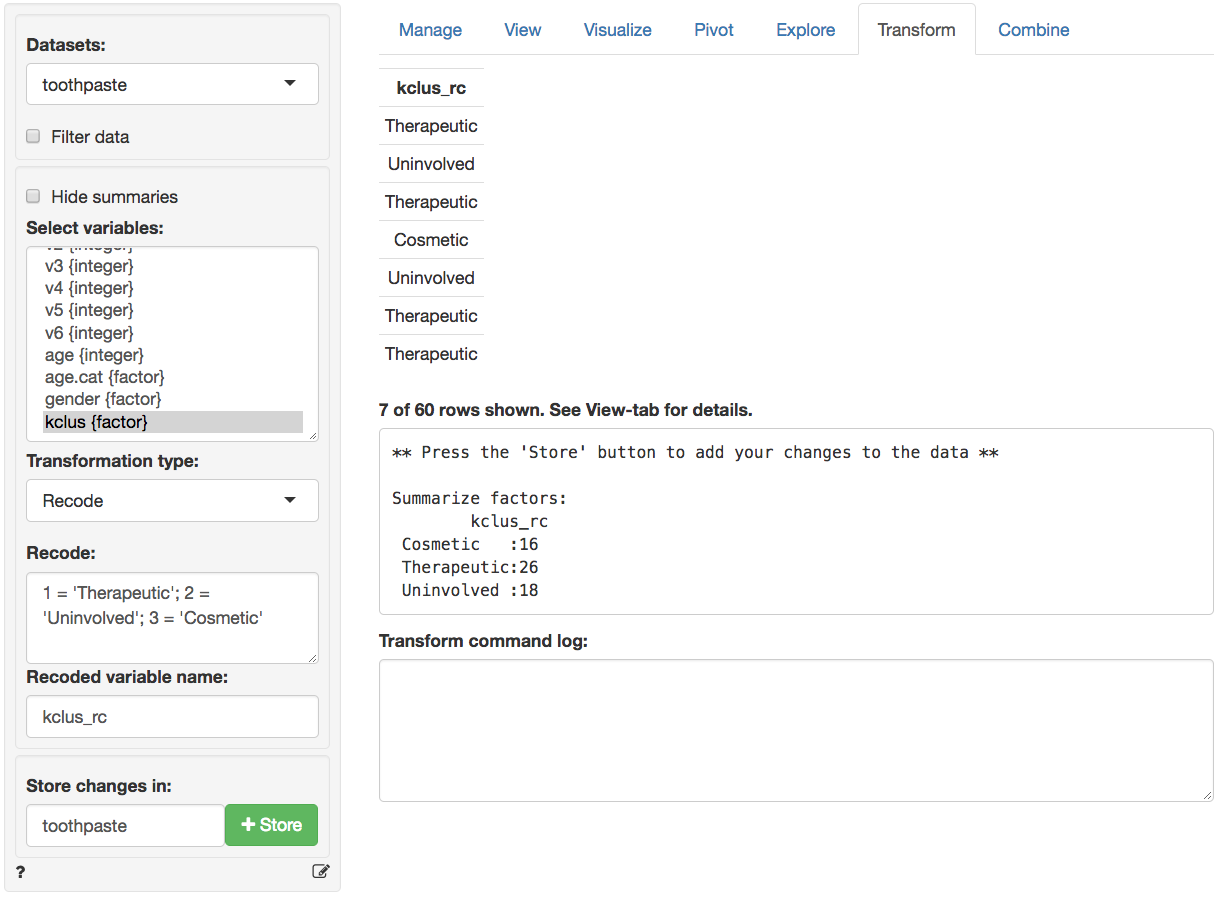 Datasets:
toothpaste
Filter data
Hide summaries
Select variables:
v3 {integer}
v4 {integer}
v5 {integer}
v6 {integer}
age {integer}
age.cat {factor}
gender {factor}
kclus {factor}
Transformation type:
Recode
Recode:
1 = 'Therapeutic'; 2 =
'Uninvolved'; 3 = 'Cosmetic'
Recoded variable name:
kclus_rc
Store changes in:
toothpaste
+ Store
?
Manage View Visualize Pivot Explore Transform Combine
kclus_rc
Therapeutic
Uninvolved
Therapeutic
Cosmetic
Uninvolved
Therapeutic
Therapeutic
7 of 60 rows shown. See View-tab for details.
** Press the 'Store' button to add your changes to the data **
Summarize factors:
kclus_rc
Cosmetic   :16
Therapeutic:26
Uninvolved :18
Transform command log: